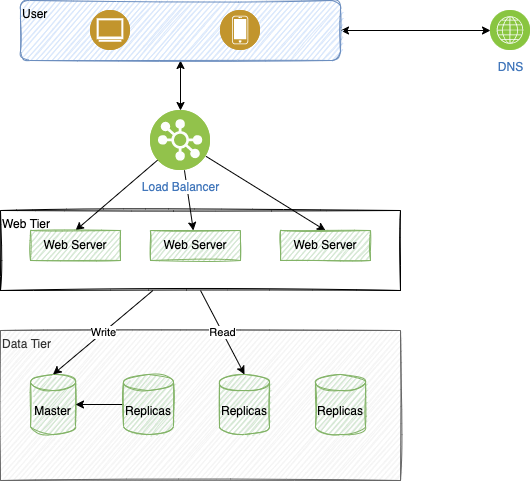 User
DNS
Load Balancer
Web Tier
Web Server
Web Server
Web Server
Write
Read
Data Tier
Master
Replicas
Replicas
Replicas